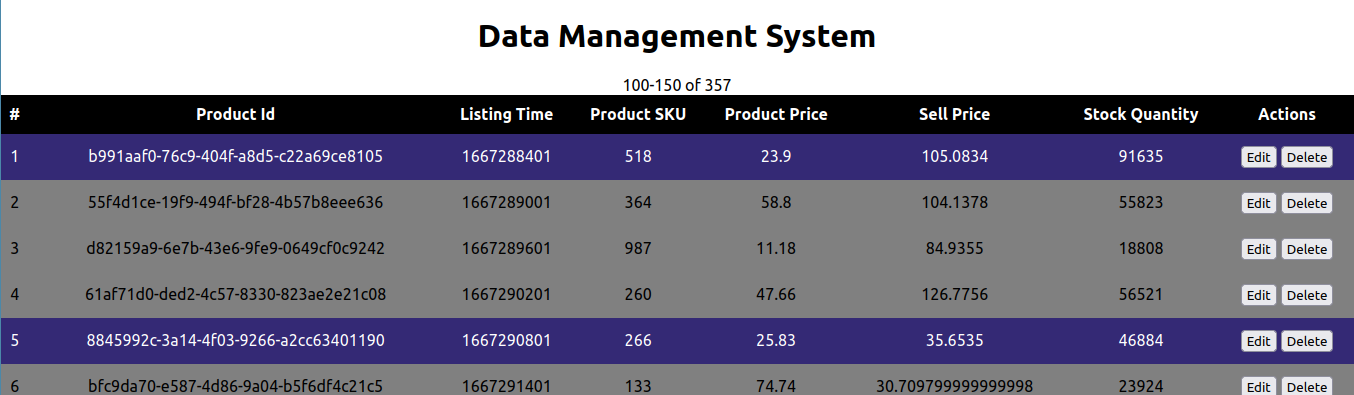 Data Management System
100-150 of 357
# Product Id Listing Time Product SKU Product Price Sell Price Stock Quantity Actions
1 b991aaf0-76c9-404f-a8d5-c22a69ce8105 1667288401 518 23.9 105.0834 91635 Edit Delete
2 55f4d1ce-19f9-494f-bf28-4b57b8eee636 1667289001 364 58.8 104.1378 55823 Edit Delete
3 d82159a9-6e7b-43e6-9fe9-0649cf0c9242 1667289601 987 11.18 84.9355 18808 Edit Delete
4 61af71d0-ded2-4c57-8330-823ae2e21c08 1667290201 260 47.66 126.7756 56521 Edit Delete
5 8845992c-3a14-4f03-9266-a2cc63401190 1667290801 266 25.83 35.6535 46884 Edit Delete
6 bfc9da70-e587-4d86-9a04-b5f6df4c21c5 1667291401 133 74.74 30.709799999999998 23924 Edit Delete